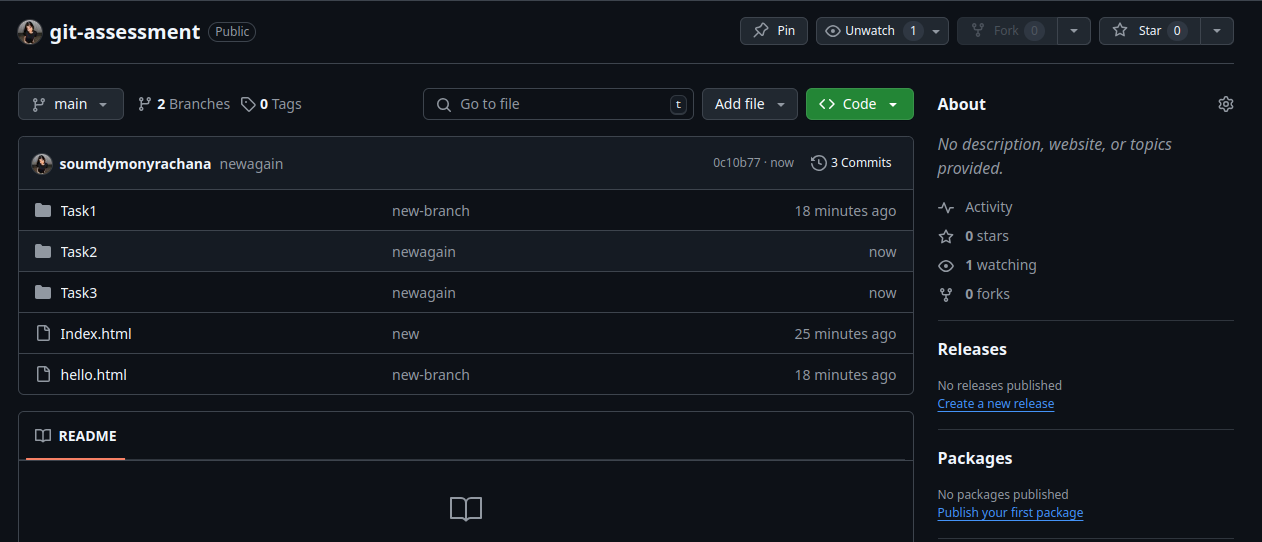 git-assessment Public Pin Unwatch 1 Fork 0 Star 0
main 2 Branches 0 Tags Go to file t Add file Code
soumdymonyrachana newagain 0c10b77 · now 3 Commits
Task1 new-branch 18 minutes ago
Task2 newagain now
Task3 newagain now
Index.html new 25 minutes ago
hello.html new-branch 18 minutes ago
README
About
No description, website, or topics
provided.
Activity
0 stars
1 watching
0 forks
Releases
No releases published
Create a new release
Packages
No packages published
Publish your first package